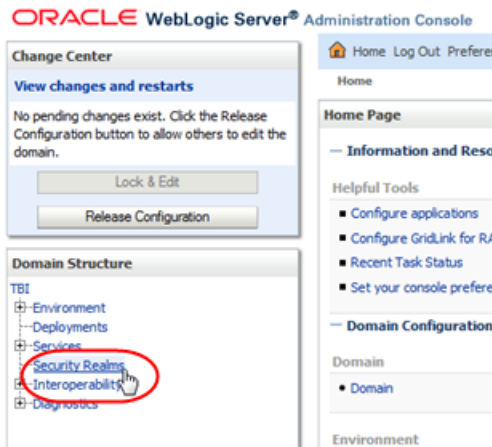 ORACLE WebLogic Server® Administration Console
Change Center
View changes and restarts
No pending changes exist. Click the Release
Configuration button to allow others to edit the
domain.
Lock & Edit
Release Configuration
Domain Structure
TBI
Environment
Deployments
Services
Security Realms
Interoperability
Diagnostics
Home Log Out Prefere
Home
Home Page
Information and Reso
Helpful Tools
Configure applications
Configure GridLink for RA
Recent Task Status
Set your console prefere
Domain Configuration
Domain
Domain
Environment